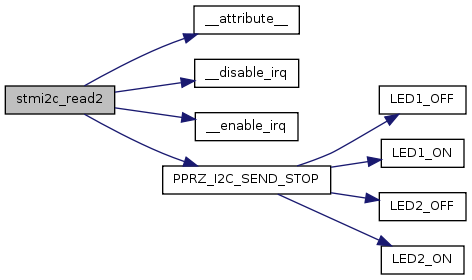 stmi2c_read2
__attribute__
__disable_irq
__enable_irq
PPRZ_I2C_SEND_STOP
LED1_OFF
LED1_ON
LED2_OFF
LED2_ON